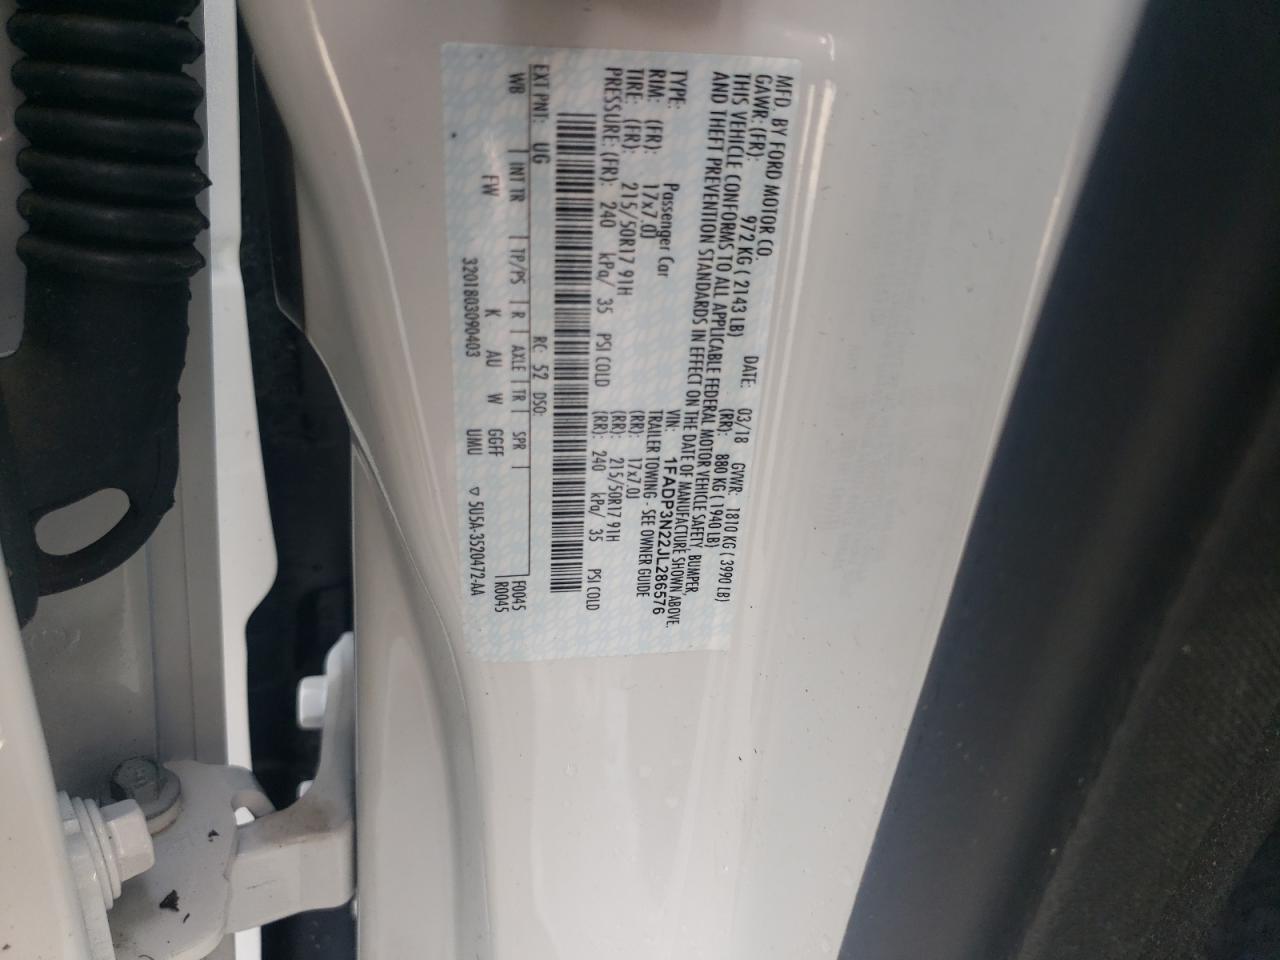 MFD. BY FORD MOTOR CO.
DATE: 03/18 GVWR: 1810 KG ( 3990 LB)
GAWR: (FR): 972 KG ( 2143 LB) (RR): 880 KG ( 1940 LB)
THIS VEHICLE CONFORMS TO ALL APPLICABLE FEDERAL MOTOR VEHICLE SAFETY, BUMPER,
AND THEFT PREVENTION STANDARDS IN EFFECT ON THE DATE OF MANUFACTURE SHOWN ABOVE.
VIN: 1FADP3N22JL286576
TYPE: Passenger Car TRAILER TOWING - SEE OWNER GUIDE
RIM: (FR): 17x7.0J (RR): 17x7.0J
TIRE: (FR): 215/50R17 91H (RR): 215/50R17 91H
PRESSURE: (FR): 240 kPa/ 35 PSI COLD (RR): 240 kPa/ 35 PSI COLD
EXT PNT: UG RC: 52 DSO: F0045
WB INT TR TP/PS R AXLE TR SPR R0045
FW K AU W GGFF
3201803090403 UMU ▽ 5U5A-3520472-AA